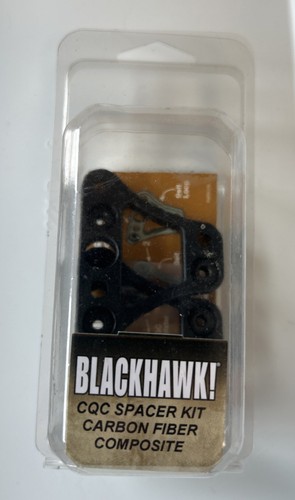 BLACKHAWK!
CQC SPACER KIT
CARBON FIBER
COMPOSITE